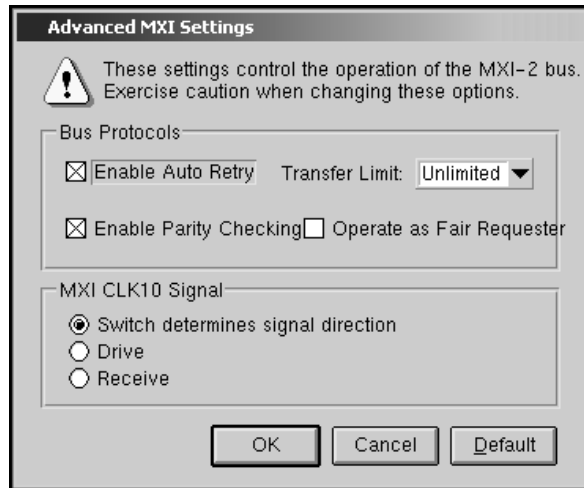 Advanced MXI Settings
These settings control the operation of the MXI-2 bus.
Exercise caution when changing these options.
Bus Protocols
Enable Auto Retry Transfer Limit: Unlimited
Enable Parity Checking Operate as Fair Requester
MXI CLK10 Signal
Switch determines signal direction
Drive
Receive
OK Cancel Default